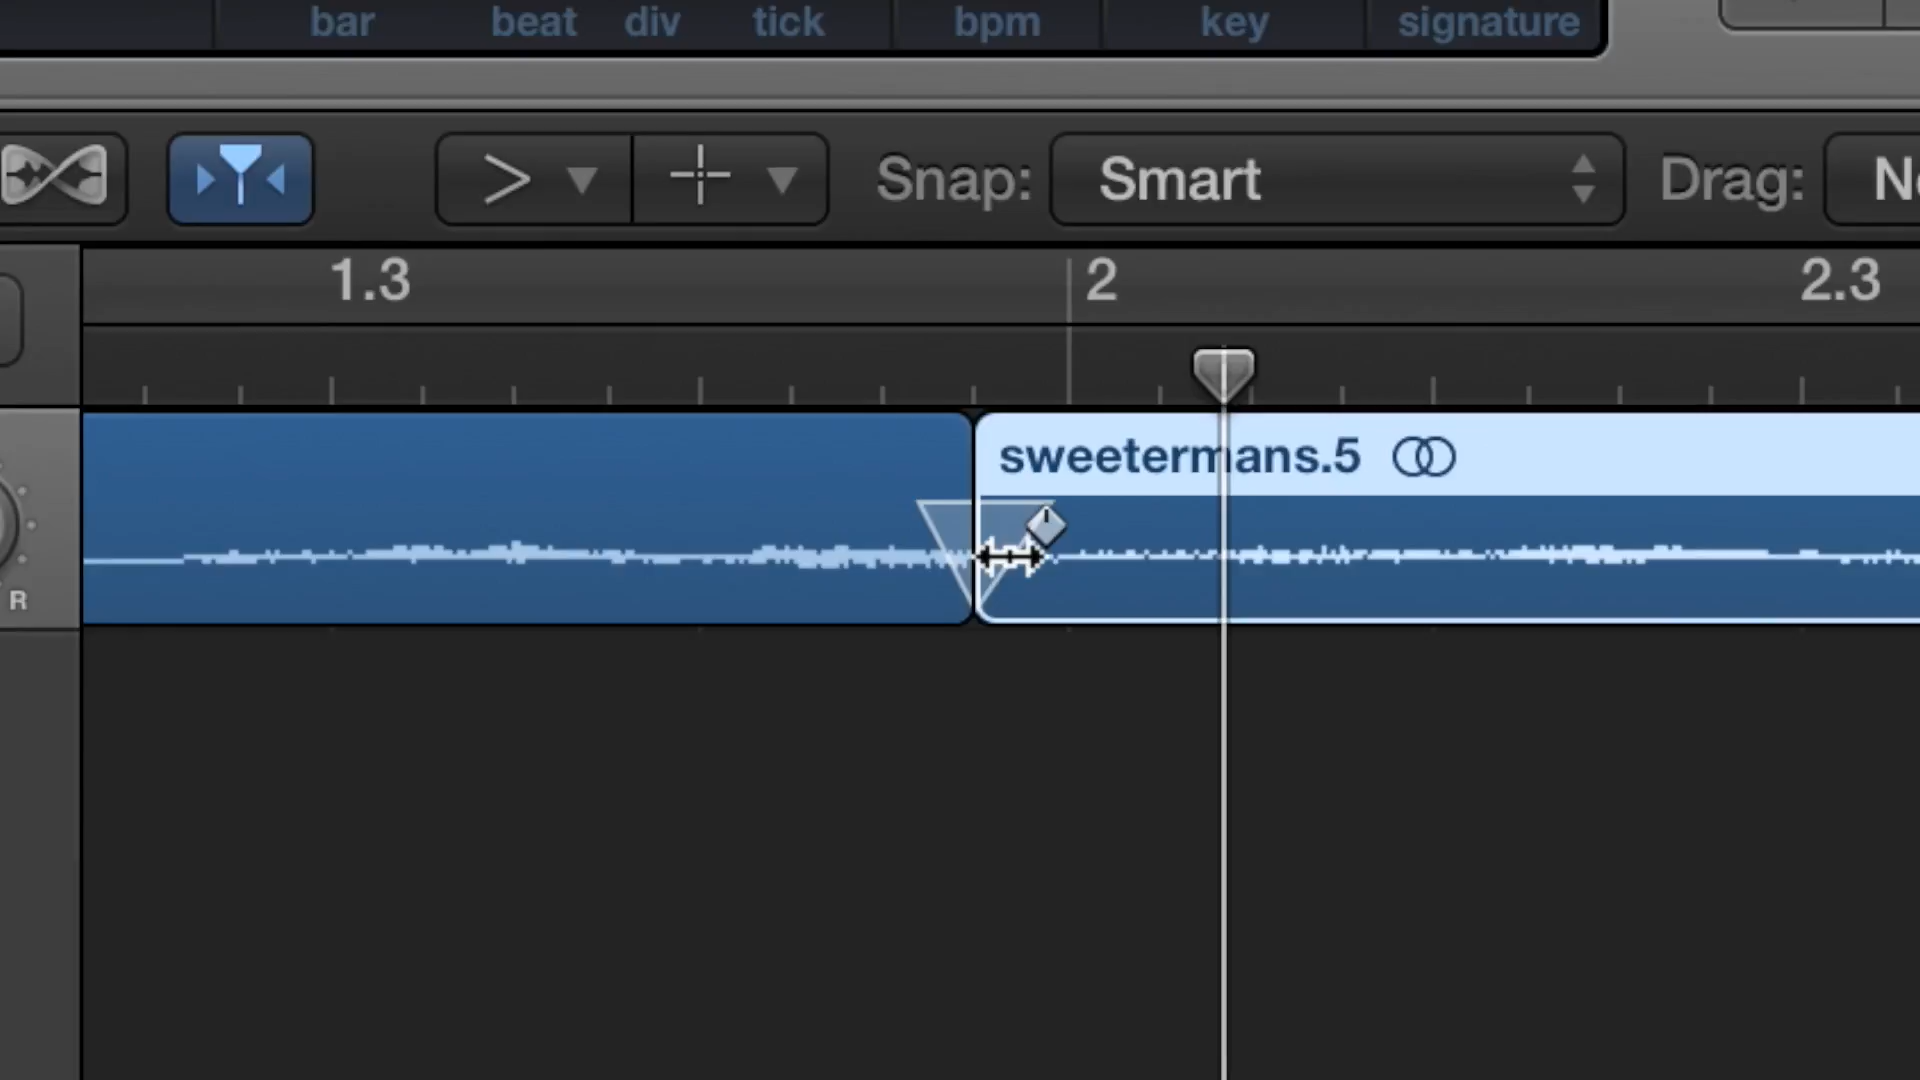 bar beat div tick bpm key signature
Snap: Smart Drag:
1.3 2 2.3
sweetermans.5
R